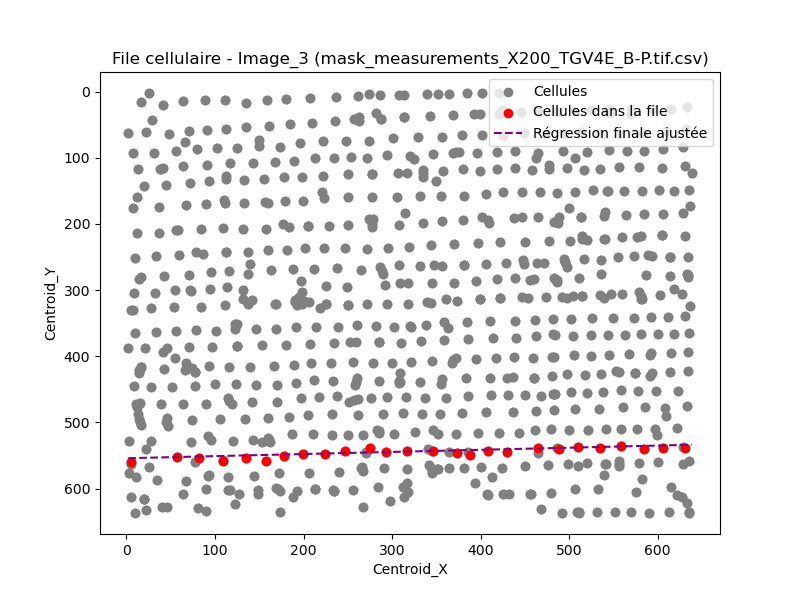 File cellulaire - Image_3 (mask_measurements_X200_TGV4E_B-P.tif.csv)
Cellules
Cellules dans la file
Régression finale ajustée
0
100
200
300
400
500
600
Centroid_Y
0
100
200
300
400
500
600
Centroid_X